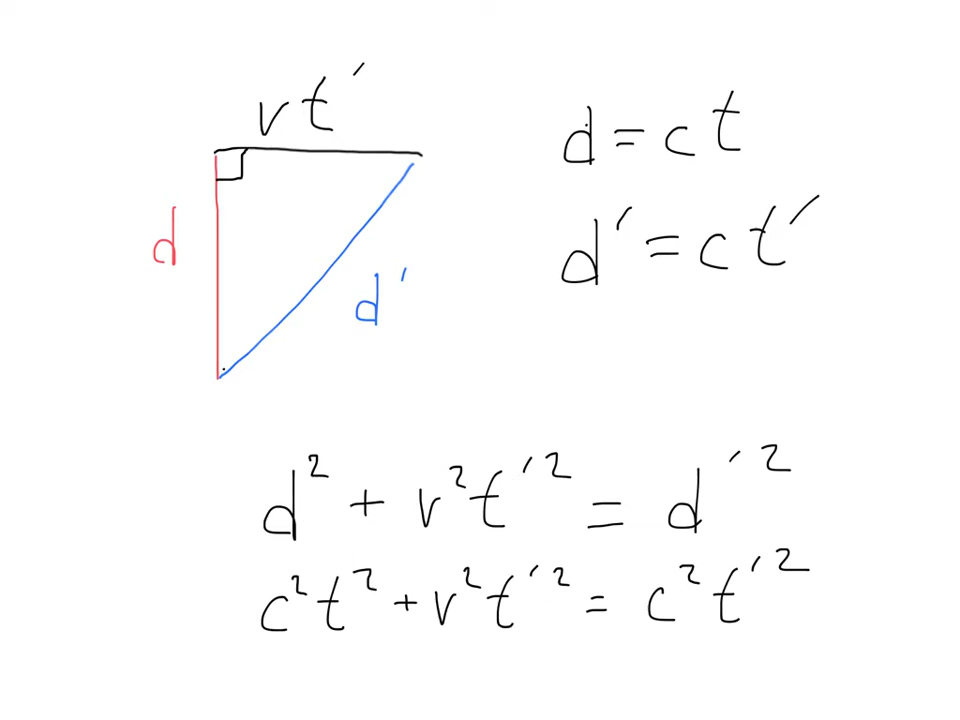 vt′
d = ct
d′ = ct′
d
d′
d² + v²t′² = d′²
c²t² + v²t′² = c²t′²